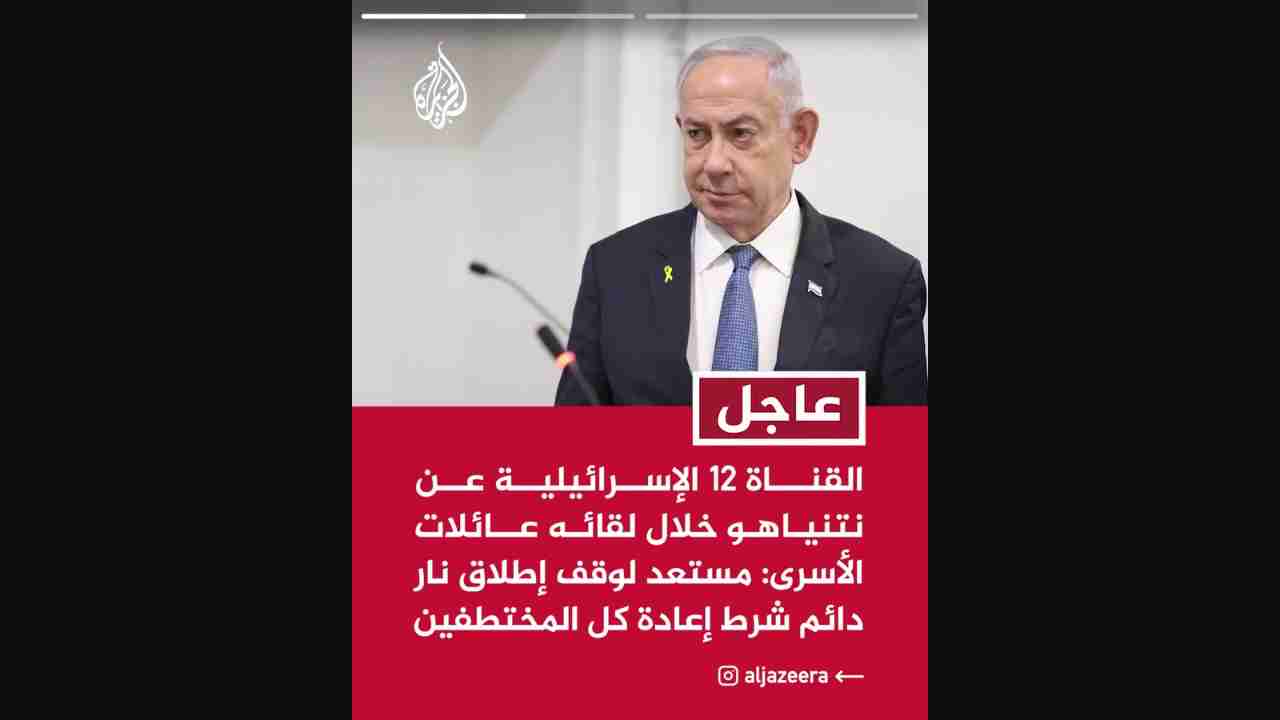 الجزيرة
عاجل
القناة 12 الإسرائيلية عن
نتنياهو خلال لقائه عائلات
الأسرى: مستعد لوقف إطلاق نار
دائم شرط إعادة كل المختطفين
aljazeera